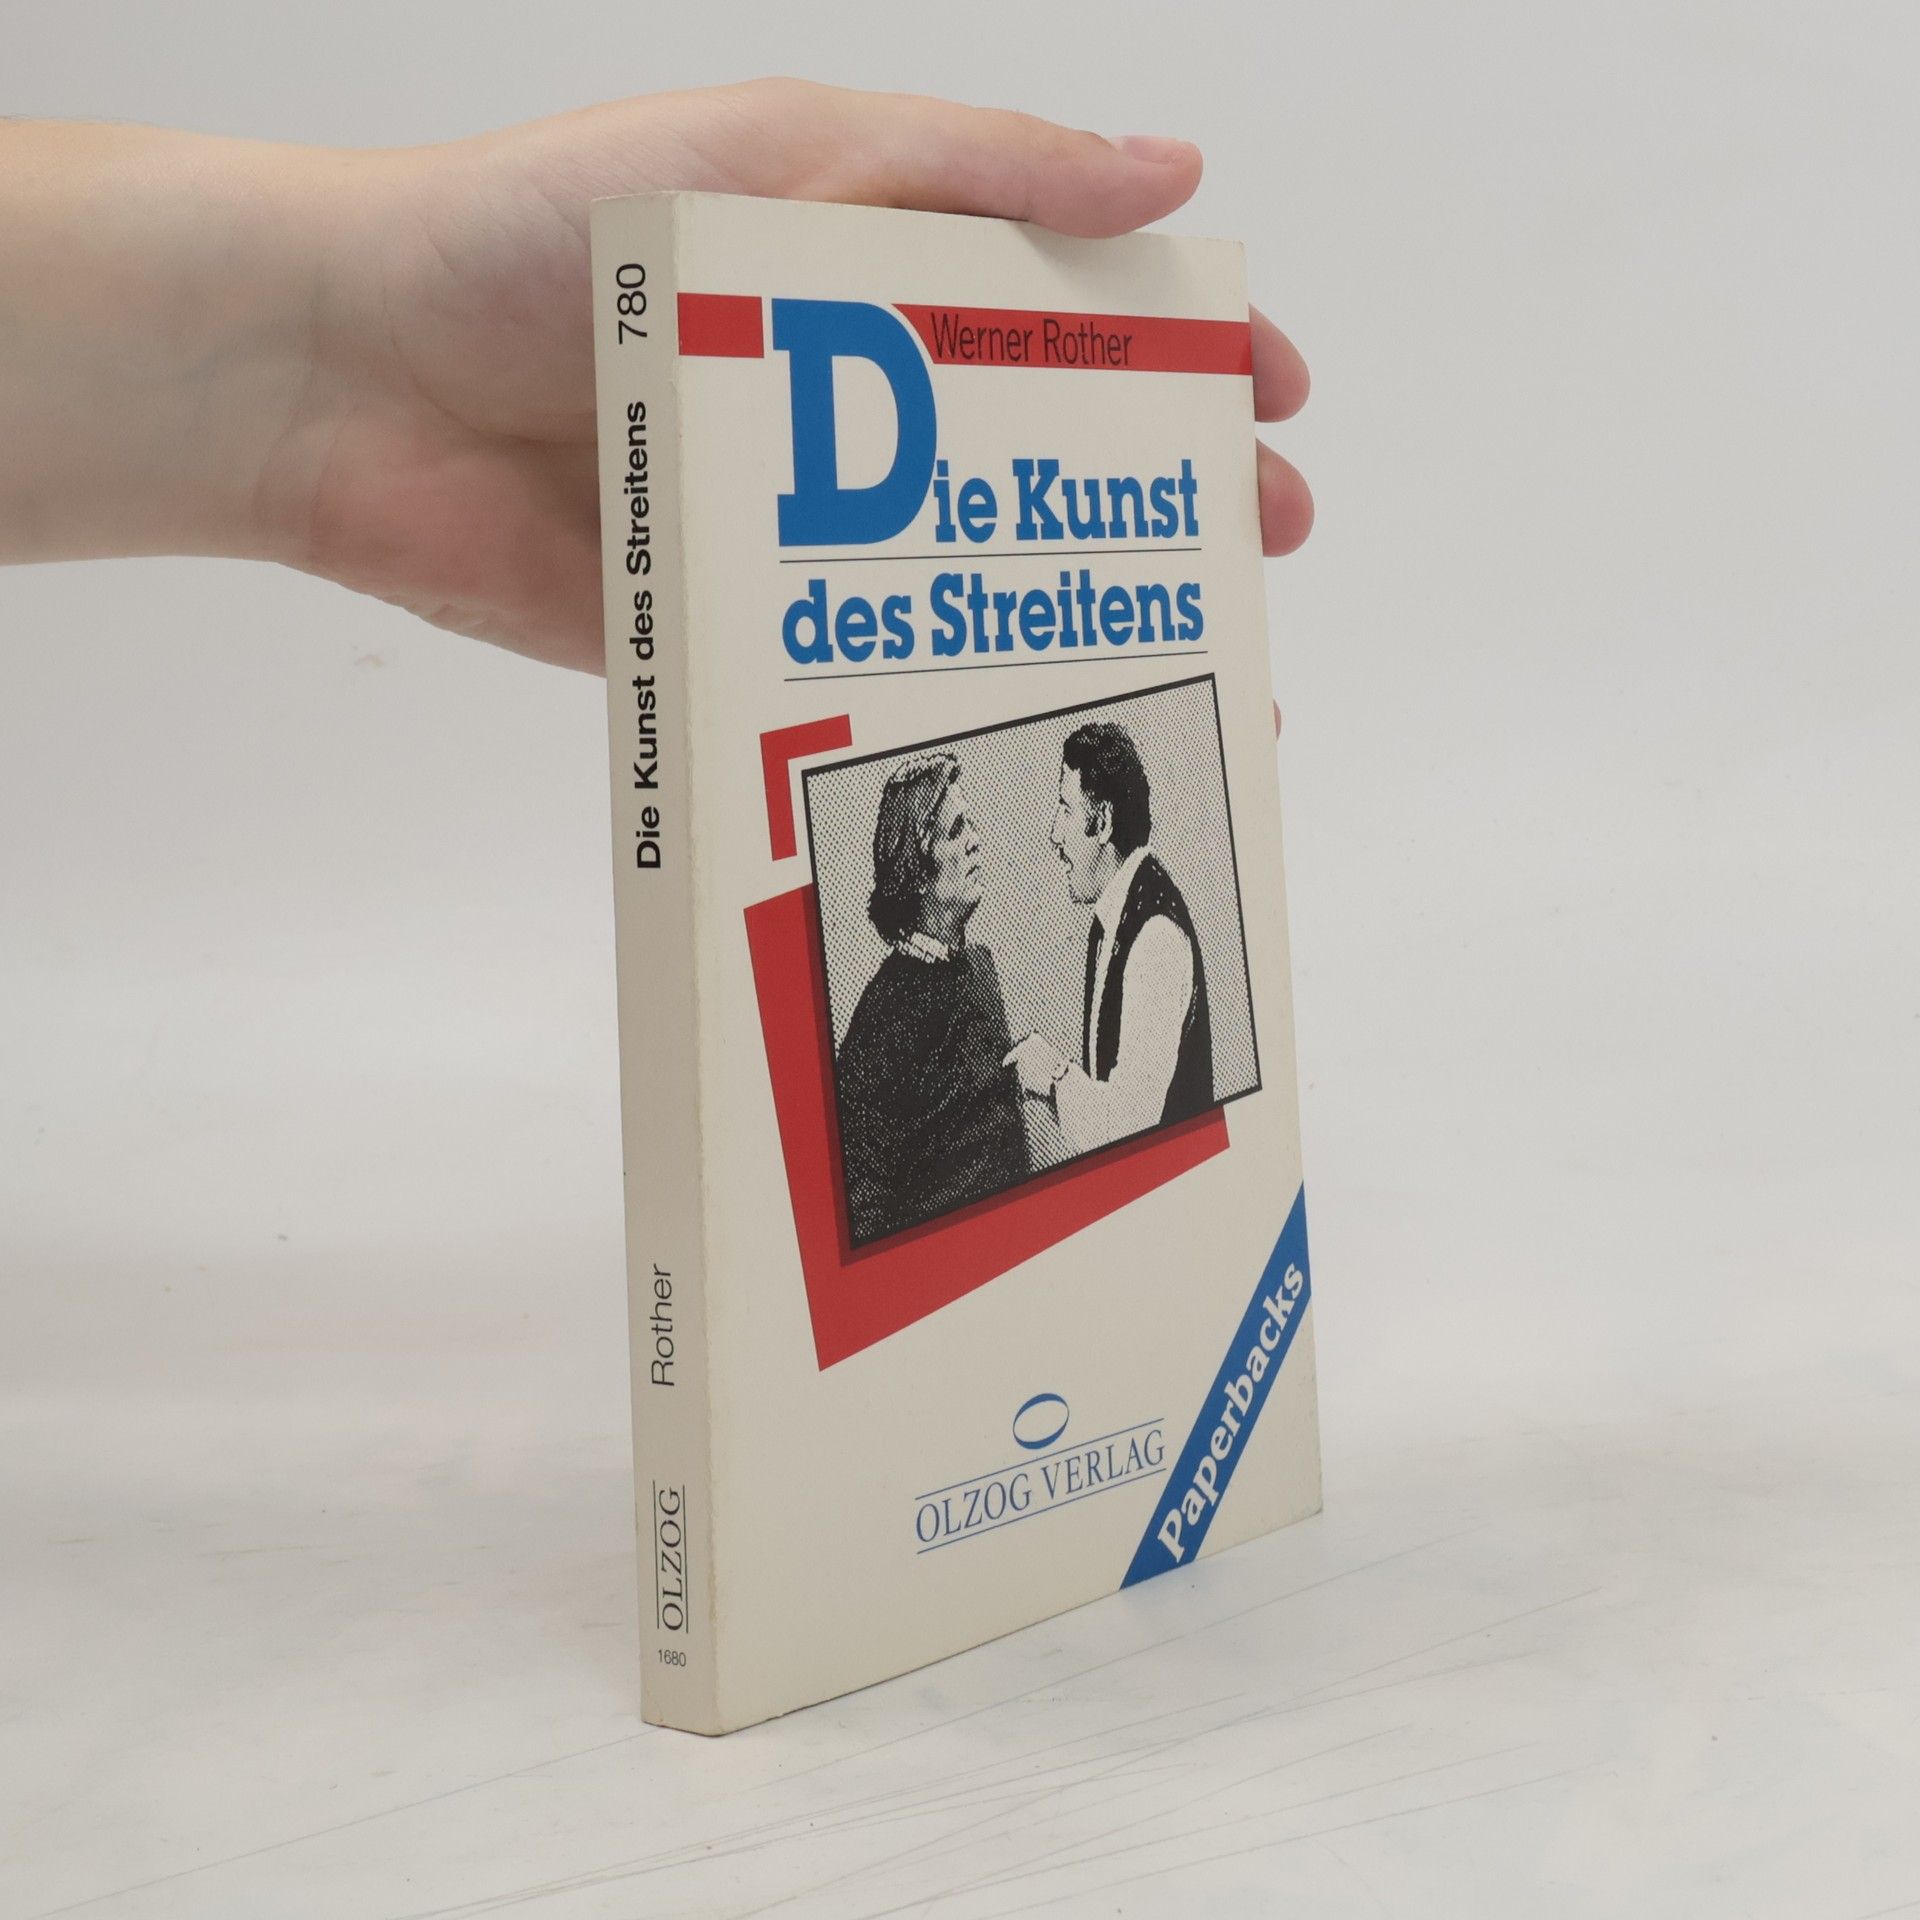 780
Die Kunst des Streitens
Rother
OLZOG
1680
Werner Rother
Die Kunst
des Streitens
OLZOG VERLAG
Paperbacks